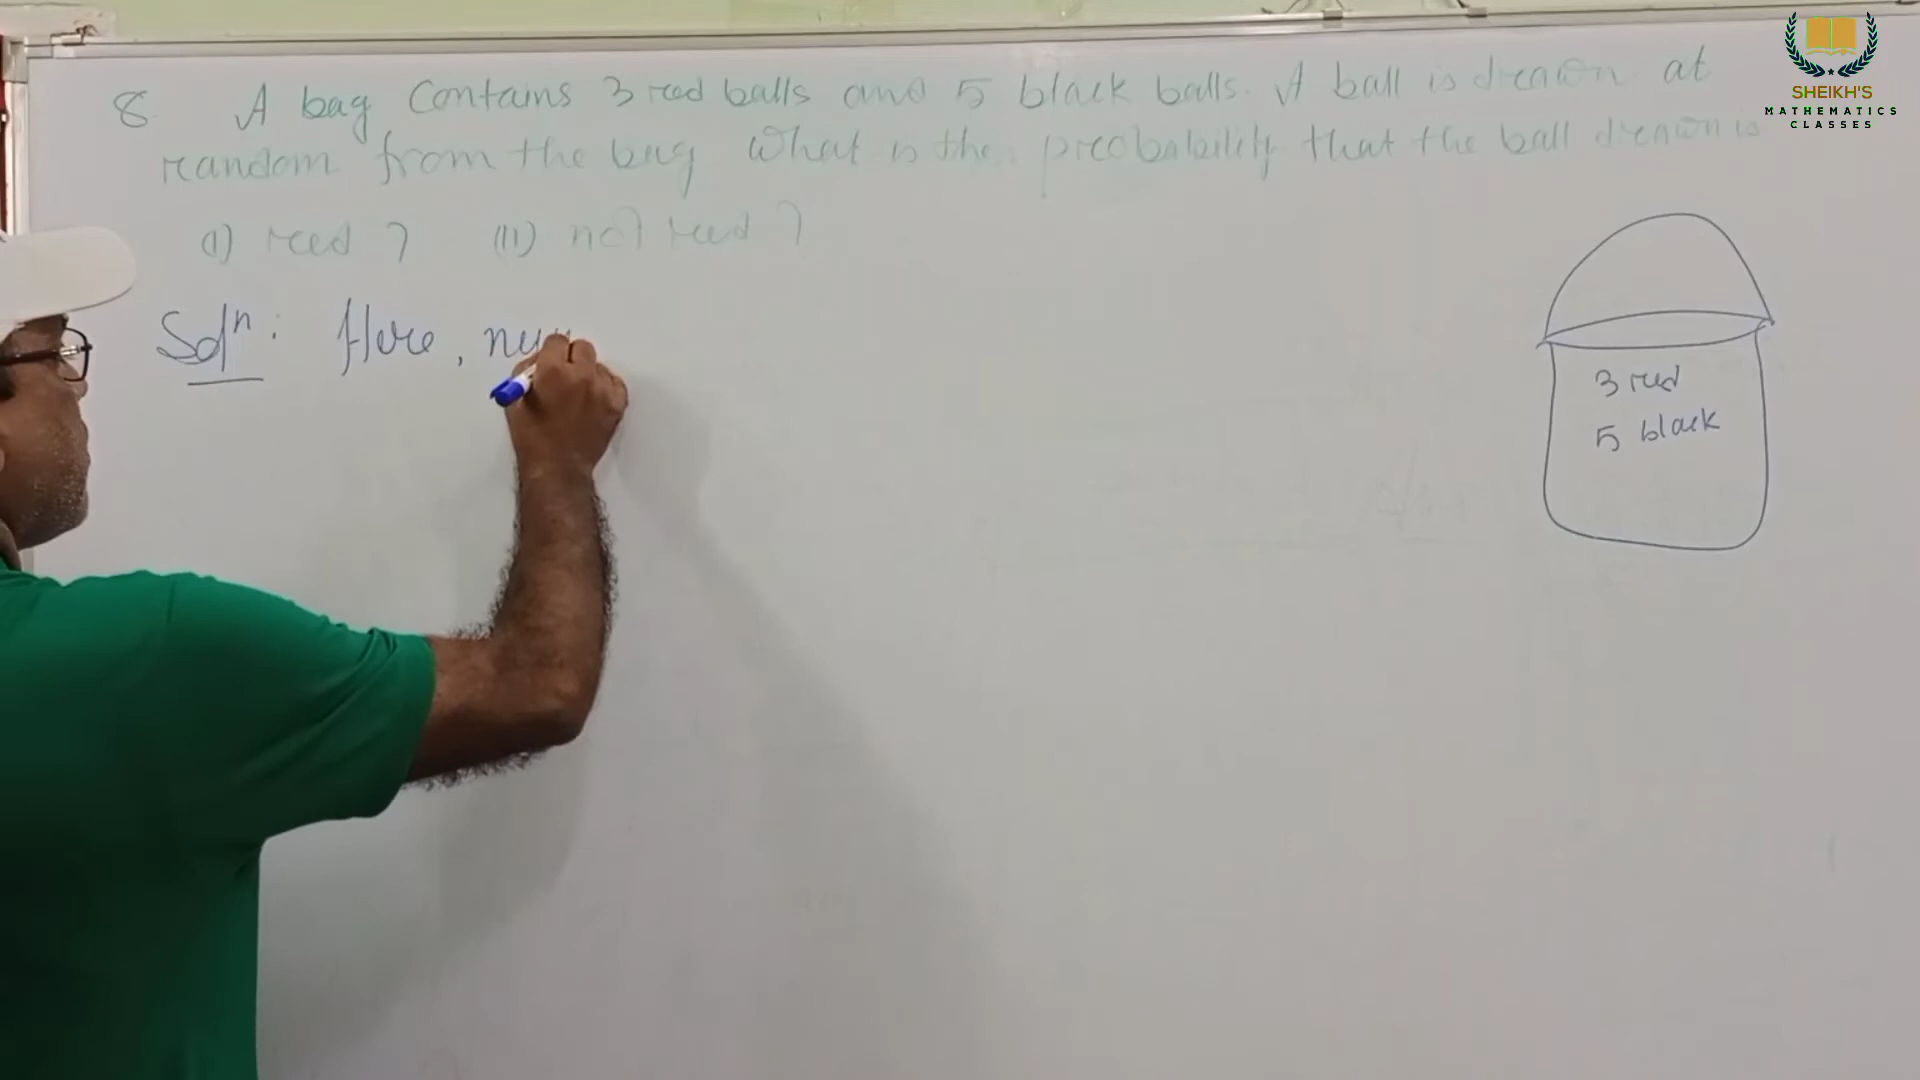 8. A bag contains 3 red balls and 5 black balls. A ball is drawn at
random from the bag. What is the probability that the ball drawn is
(i) red ? (ii) not red ?
Solⁿ : Here, nu
3 red
5 black
SHEIKH'S
MATHEMATICS
CLASSES